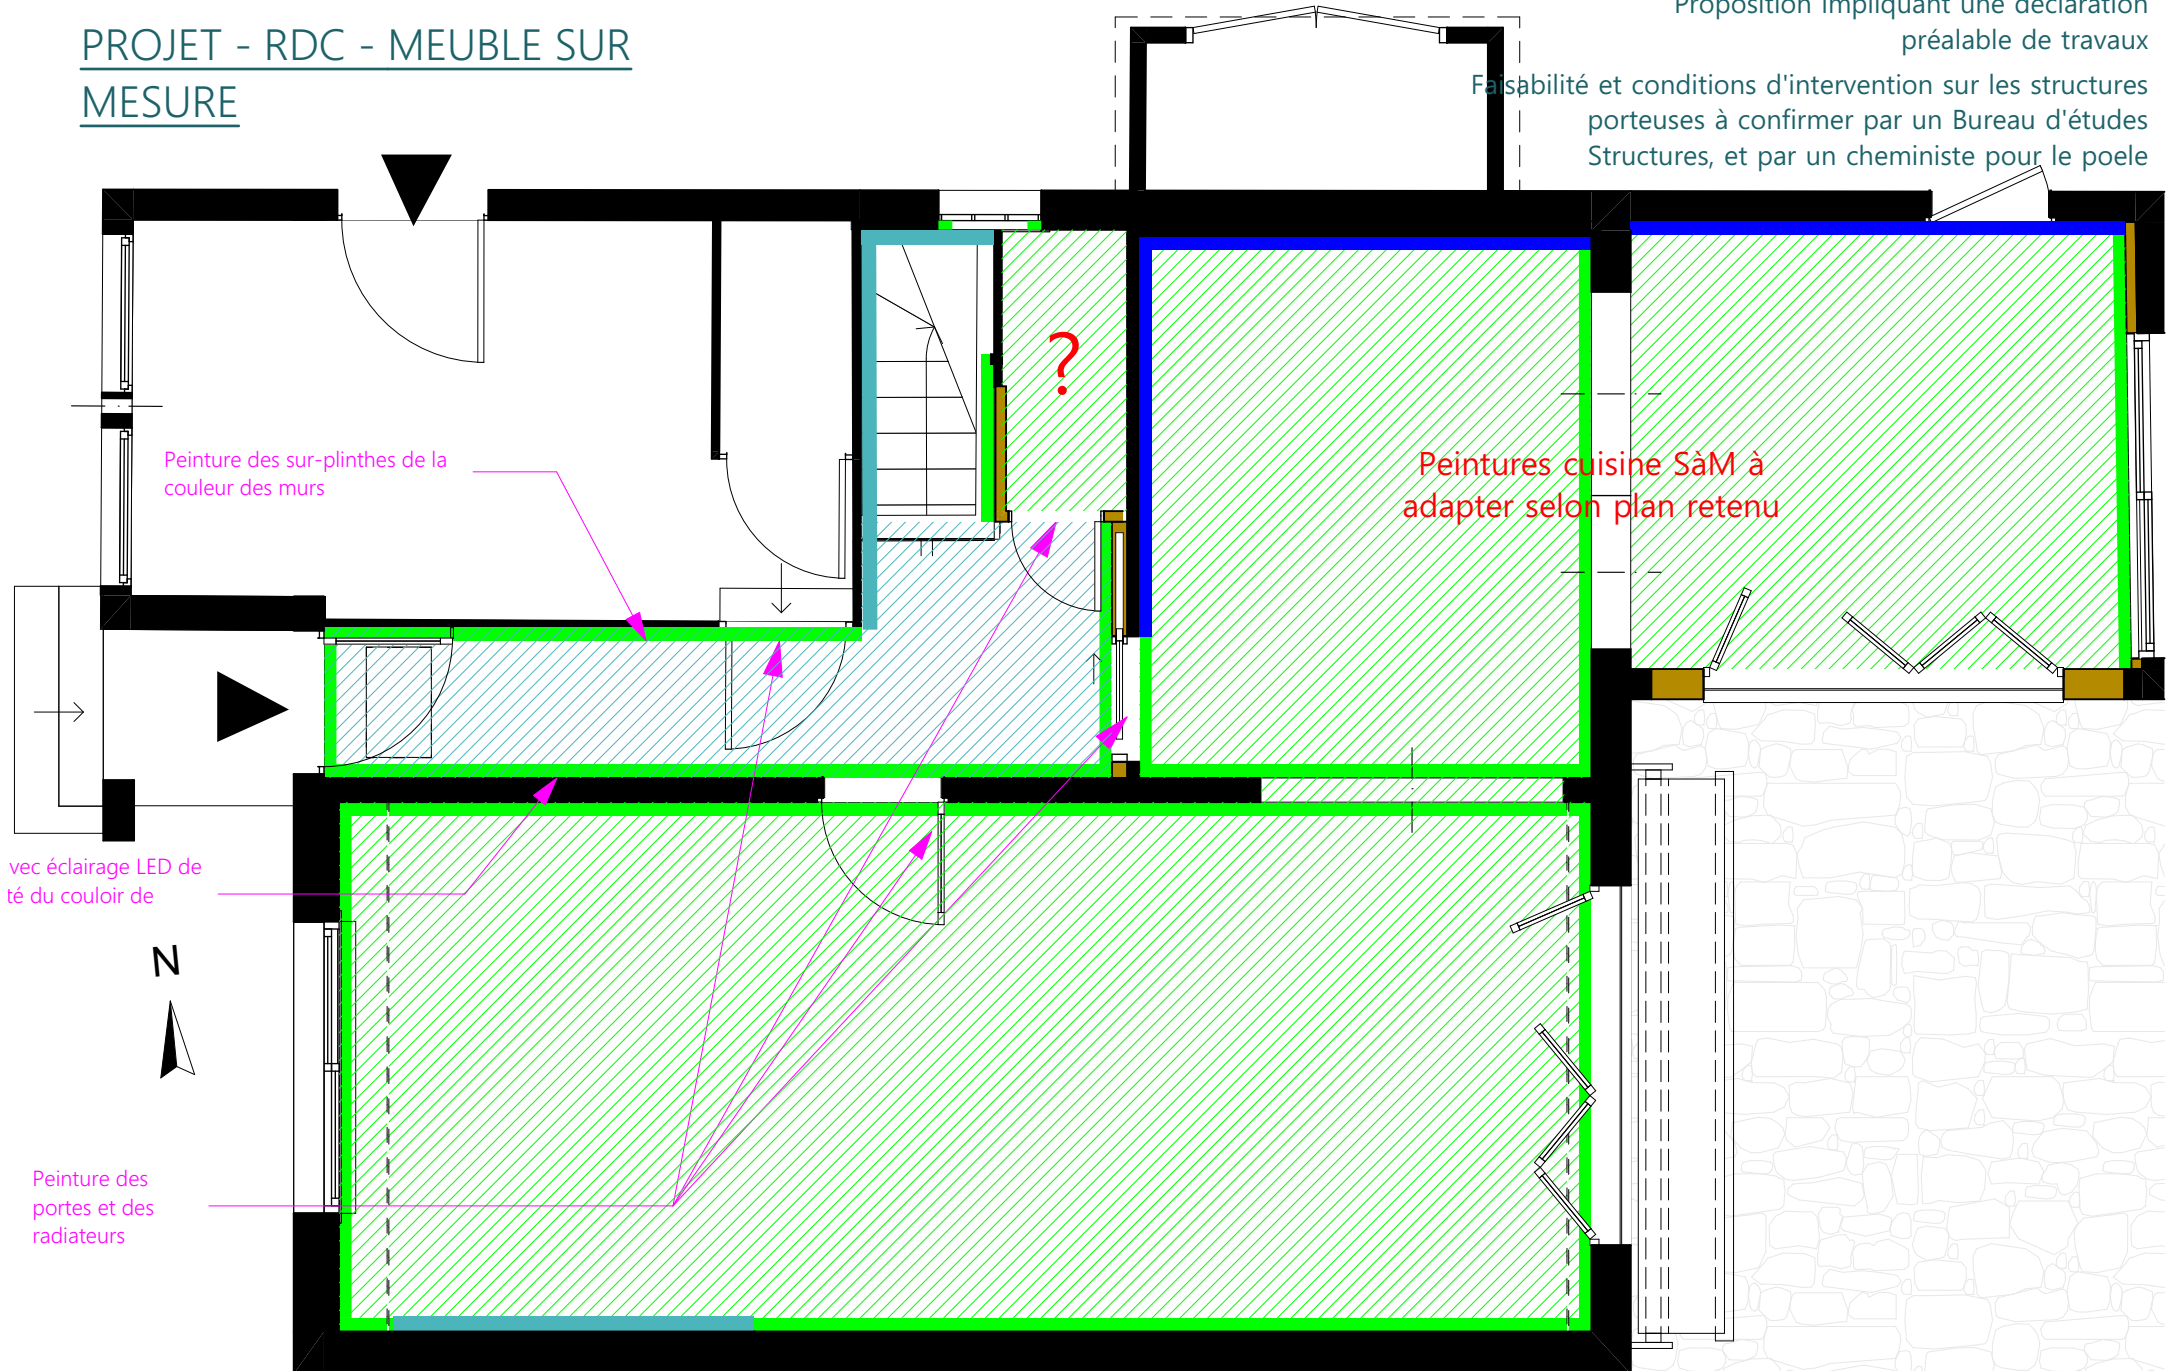 PROJET - RDC - MEUBLE SUR
MESURE
Proposition impliquant une déclaration
préalable de travaux
Faisabilité et conditions d'intervention sur les structures
porteuses à confirmer par un Bureau d'études
Structures, et par un cheministe pour le poele
?
Peinture des sur-plinthes de la
couleur des murs
Peintures cuisine SàM à
adapter selon plan retenu
vec éclairage LED de
té du couloir de
N
Peinture des
portes et des
radiateurs